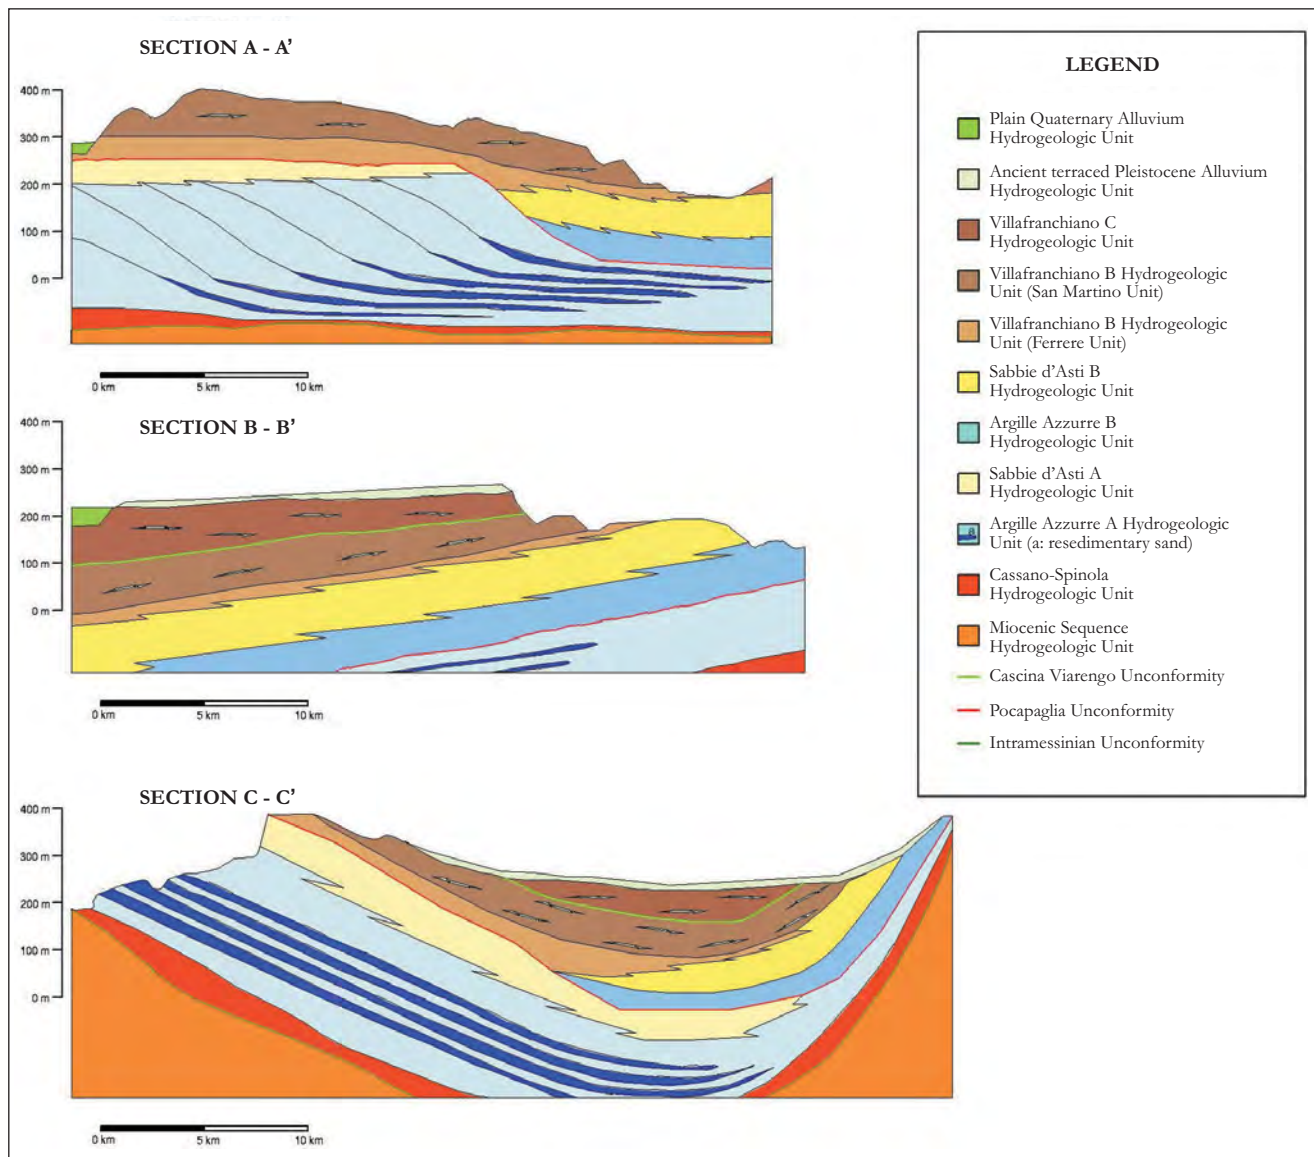 SECTION A - A'
400 m
300 m
200 m
100 m
0 m
0 km
5 km
10 km
SECTION B - B'
400 m
300 m
200 m
100 m
0 m
0 km
5 km
10 km
SECTION C - C'
400 m
300 m
200 m
100 m
0 m
0 km
5 km
10 km
LEGEND
Plain Quaternary Alluvium
Hydrogeologic Unit
Ancient terraced Pleistocene Alluvium
Hydrogeologic Unit
Villafranchiano C
Hydrogeologic Unit
Villafranchiano B Hydrogeologic
Unit (San Martino Unit)
Villafranchiano B Hydrogeologic
Unit (Ferrere Unit)
Sabbie d'Asti B
Hydrogeologic Unit
Argille Azzurre B
Hydrogeologic Unit
Sabbie d'Asti A
Hydrogeologic Unit
a
Argille Azzurre A Hydrogeologic
Unit (a: resedimentary sand)
Cassano-Spinola
Hydrogeologic Unit
Miocenic Sequence
Hydrogeologic Unit
Cascina Viarengo Unconformity
Pocapaglia Unconformity
Intramessinian Unconformity